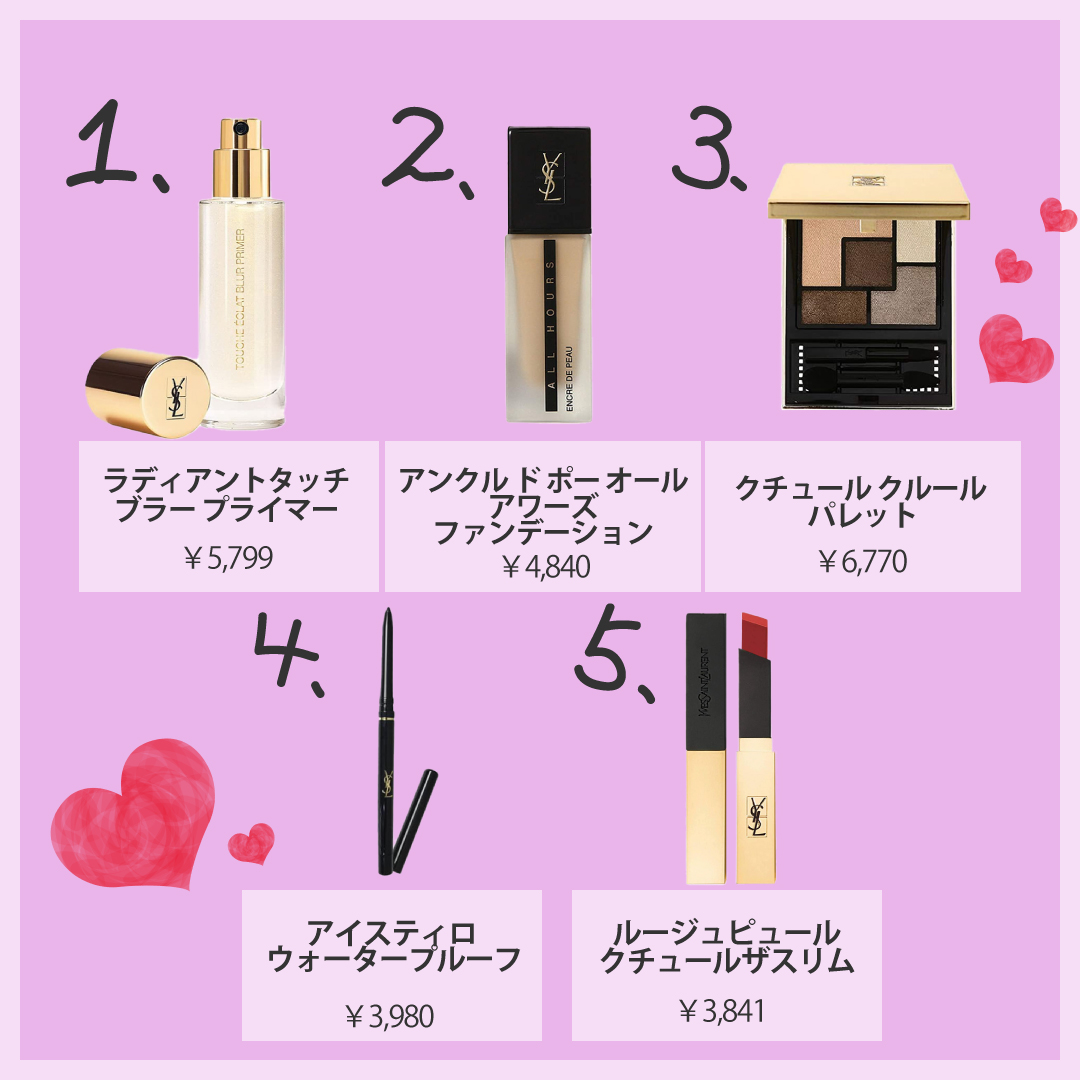 1、
2、
3、
YSL
TOUCHE ÉCLAT BLUR PRIMER
YSL
ALL HOURS
ENCRE DE PEAU
ラディアントタッチ
ブラー プライマー
￥5,799
アンクル ド ポー オール
アワーズ
ファンデーション
￥4,840
クチュール クルール
パレット
￥6,770
4、
5、
YSL
YVESSAINTLAURENT
YSL
アイスティロ
ウォータープルーフ
￥3,980
ルージュピュール
クチュールザスリム
￥3,841